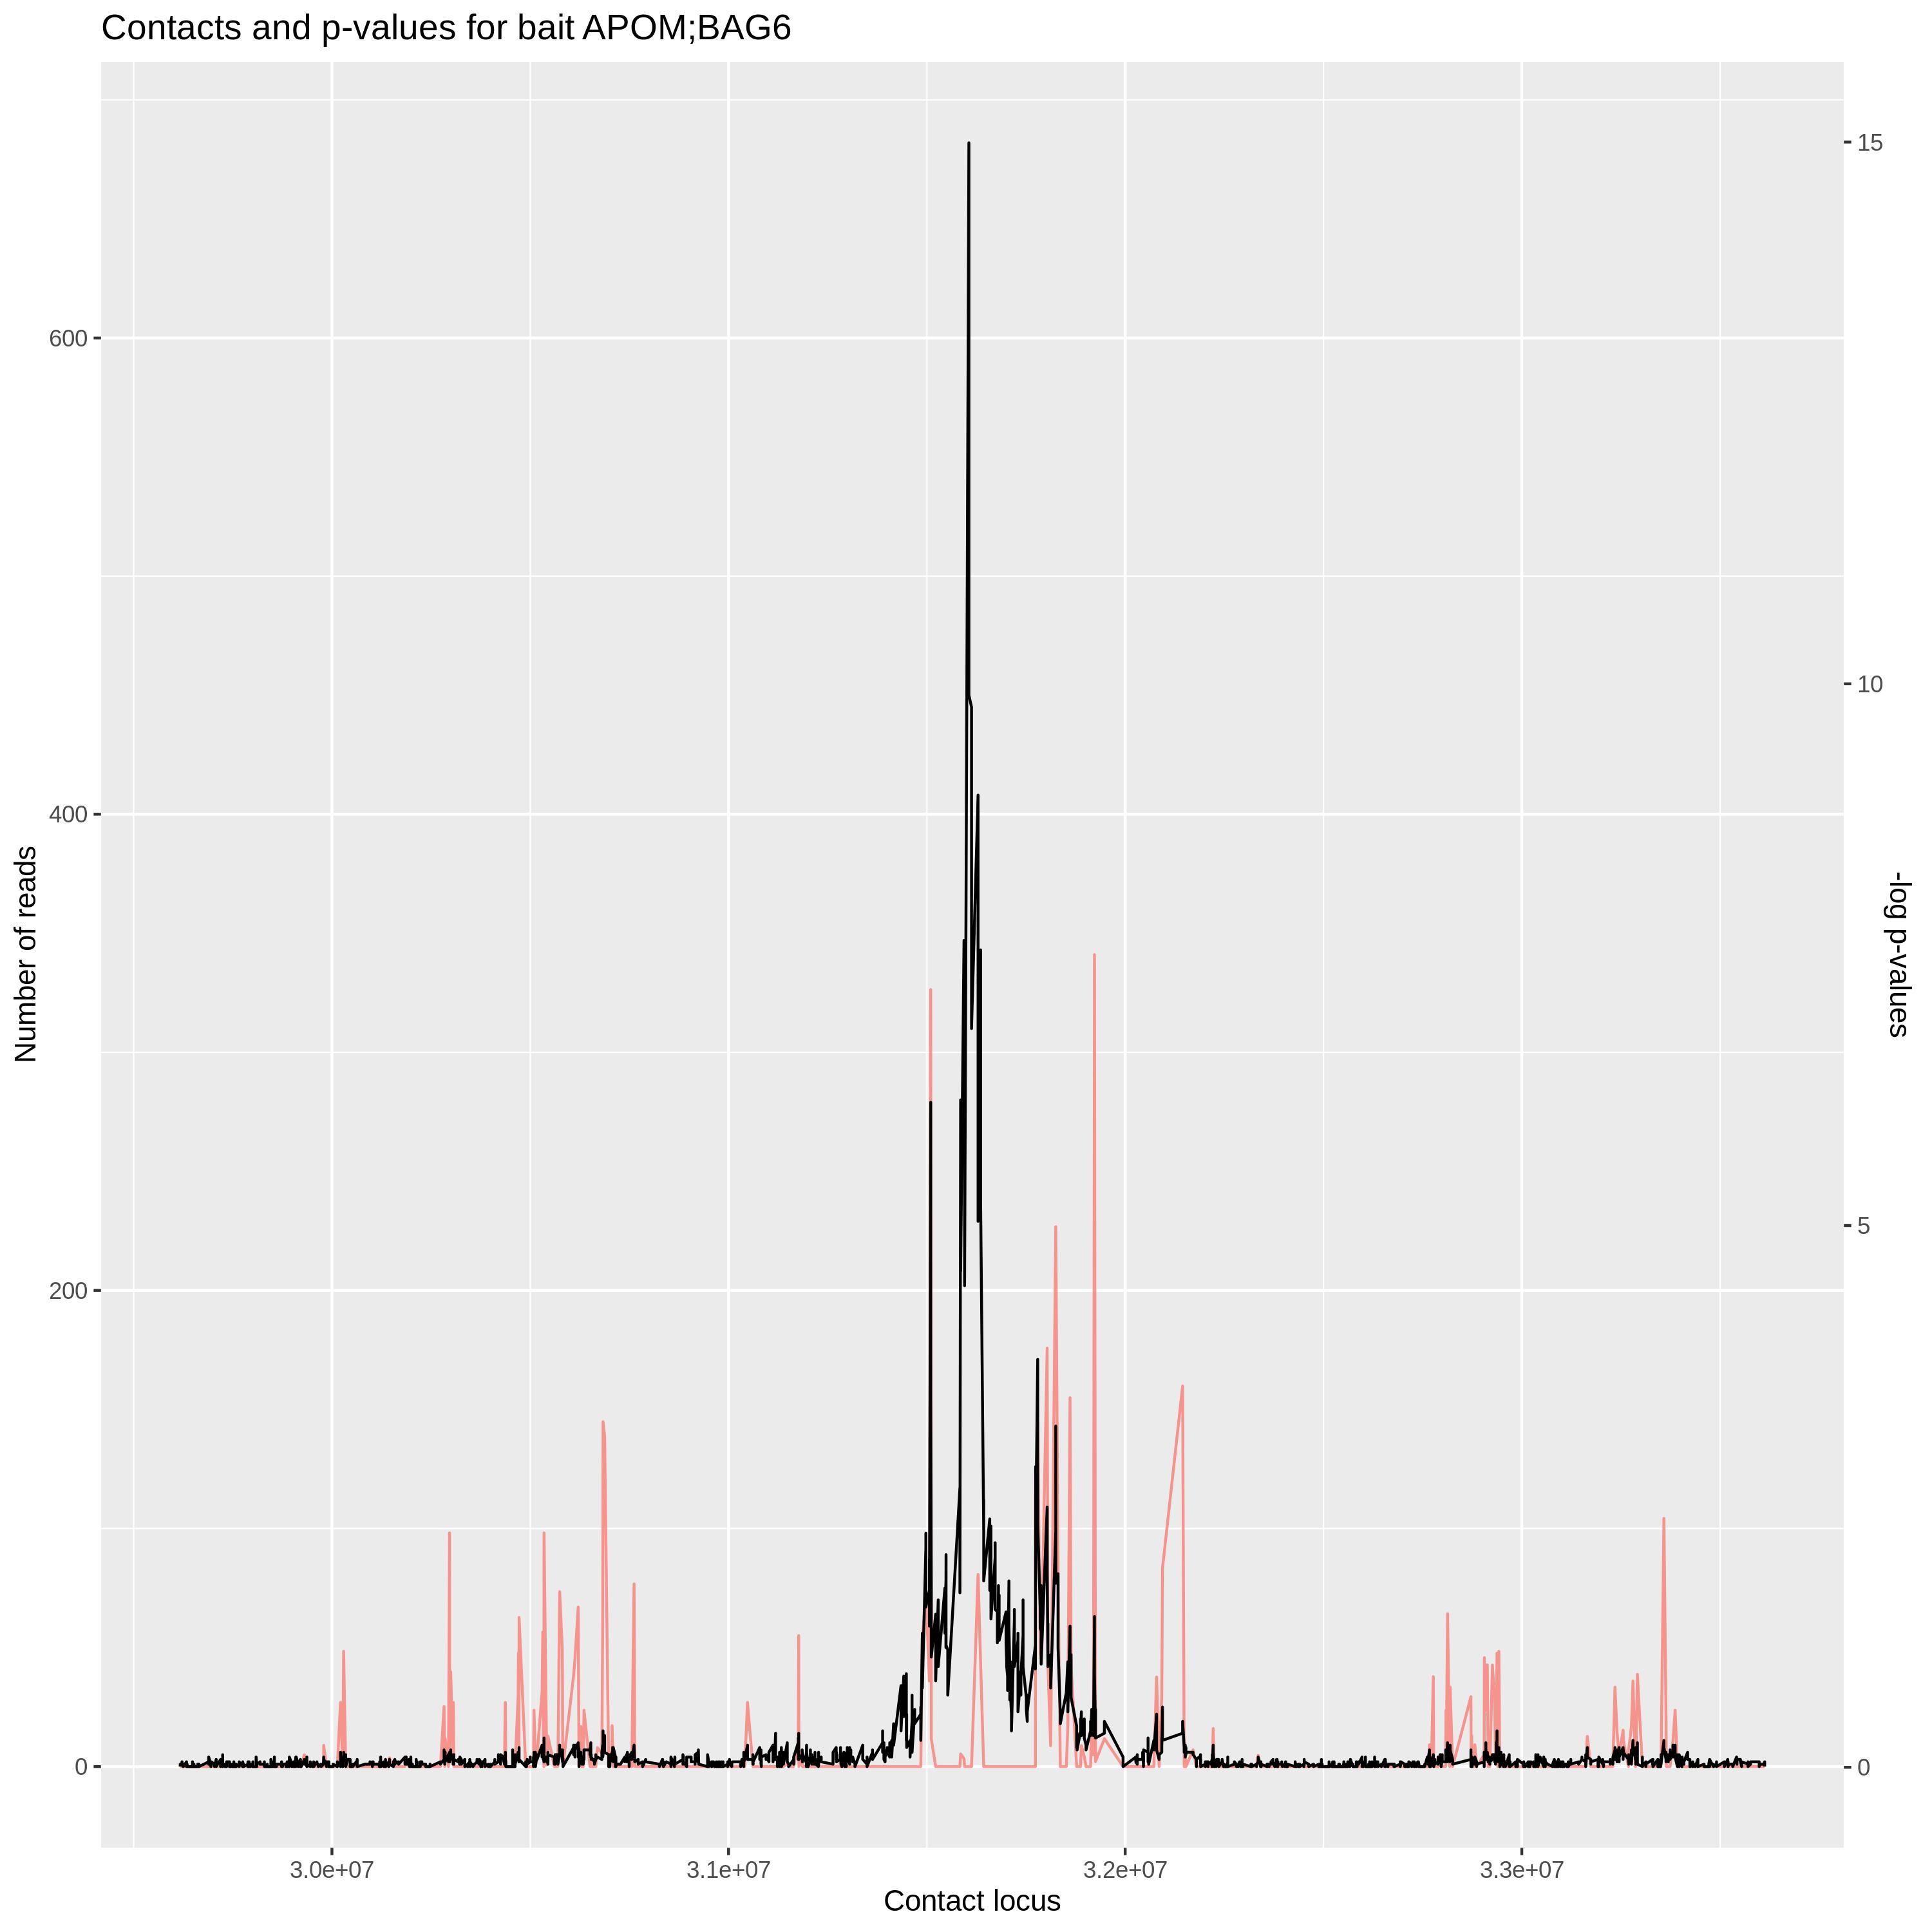 Contacts and p-values for bait APOM;BAG6
Number of reads
600
400
200
0
15
10
5
0
-log p-values
3.0e+07
3.1e+07
3.2e+07
3.3e+07
Contact locus